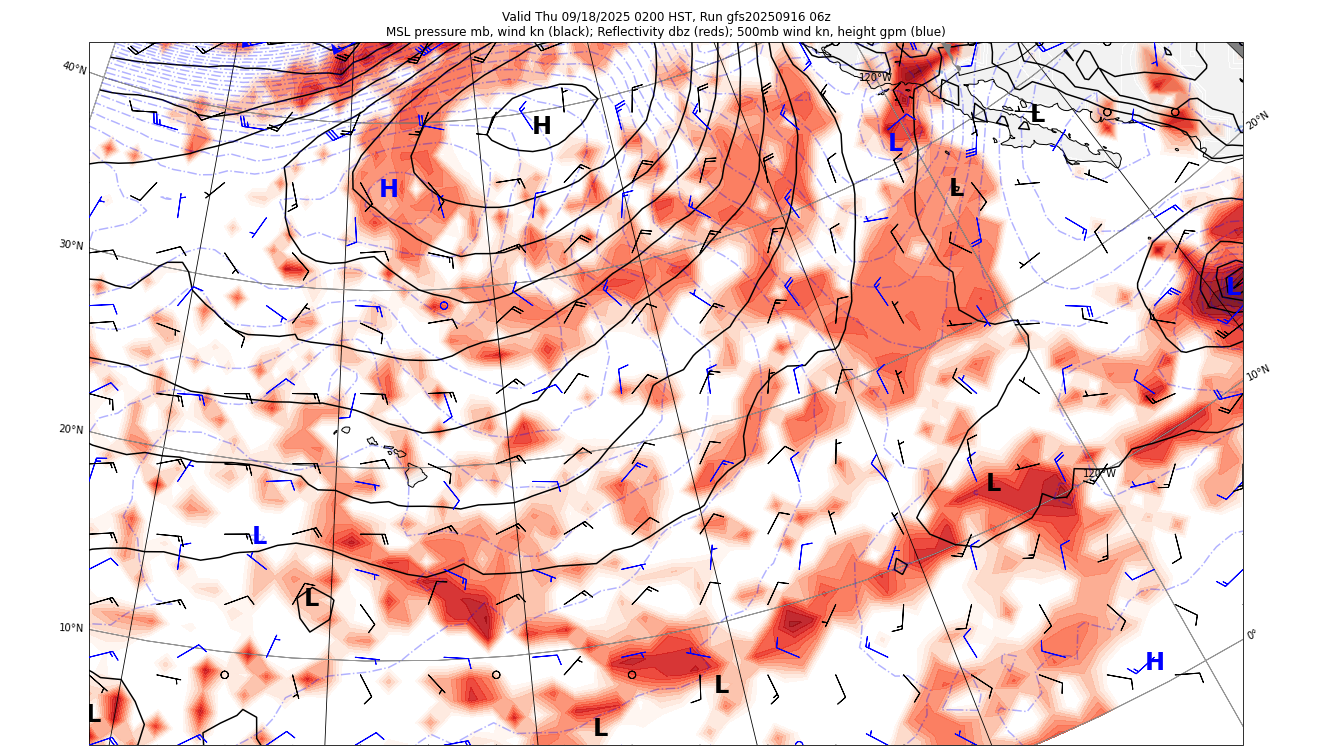 Valid Thu 09/18/2025 0200 HST, Run gfs20250916 06z
MSL pressure mb, wind kn (black); Reflectivity dbz (reds); 500mb wind kn, height gpm (blue)
40°N
120°W
20°N
L
H
L
H
L
30°N
L
10°N
20°N
L
120°W
L
L
10°N
0°
H
L
L
L